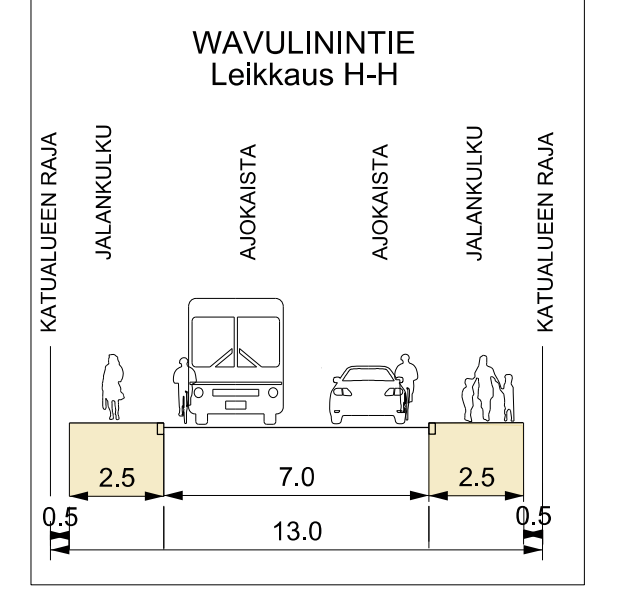 WAVULININTIE
Leikkaus H-H
KATUALUEEN RAJA
JALANKULKU
AJOKAISTA
AJOKAISTA
JALANKULKU
KATUALUEEN RAJA
2.5
7.0
2.5
0.5
13.0
0.5